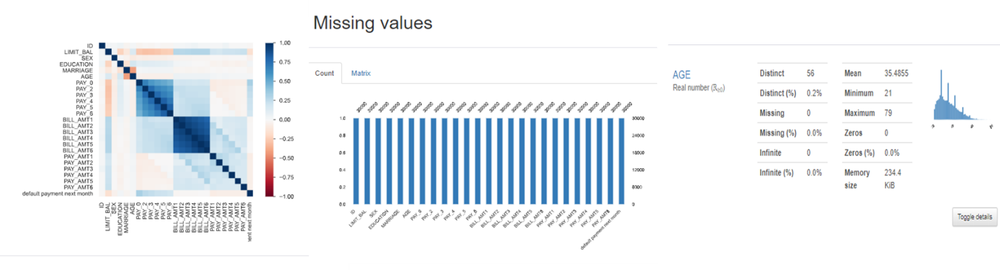 Missing values
Count
Matrix
ID
LIMIT_BAL
SEX
EDUCATION
MARRIAGE
AGE
PAY_0
PAY_2
PAY_3
PAY_4
PAY_5
PAY_6
BILL_AMT1
BILL_AMT2
BILL_AMT3
BILL_AMT4
BILL_AMT5
BILL_AMT6
PAY_AMT1
PAY_AMT2
PAY_AMT3
PAY_AMT4
PAY_AMT5
PAY_AMT6
default payment next month
ID
LIMIT_BAL
SEX
EDUCATION
MARRIAGE
AGE
PAY_0
PAY_2
PAY_3
PAY_4
PAY_5
PAY_6
BILL_AMT1
BILL_AMT2
BILL_AMT3
BILL_AMT4
BILL_AMT5
BILL_AMT6
PAY_AMT1
PAY_AMT2
PAY_AMT3
PAY_AMT4
PAY_AMT5
PAY_AMT6
ent next month
1.00
0.75
0.50
0.25
0.00
−0.25
−0.50
−0.75
−1.00
30000 30000 30000 30000 30000 30000 30000 30000 30000 30000 30000 30000 30000 30000 30000 30000 30000 30000 30000 30000 30000 30000 30000 30000 30000
1.0
0.8
0.6
0.4
0.2
0.0
30000
24000
18000
12000
6000
0
ID
LIMIT_BAL
SEX
EDUCATION
MARRIAGE
AGE
PAY_0
PAY_2
PAY_3
PAY_4
PAY_5
PAY_6
BILL_AMT1
BILL_AMT2
BILL_AMT3
BILL_AMT4
BILL_AMT5
BILL_AMT6
PAY_AMT1
PAY_AMT2
PAY_AMT3
PAY_AMT4
PAY_AMT5
PAY_AMT6
default payment next month
AGE
Real number (ℝ≥0)
Distinct 56
Distinct (%) 0.2%
Missing 0
Missing (%) 0.0%
Infinite 0
Infinite (%) 0.0%
Mean 35.4855
Minimum 21
Maximum 79
Zeros 0
Zeros (%) 0.0%
Memory size 234.4 KiB
Toggle details